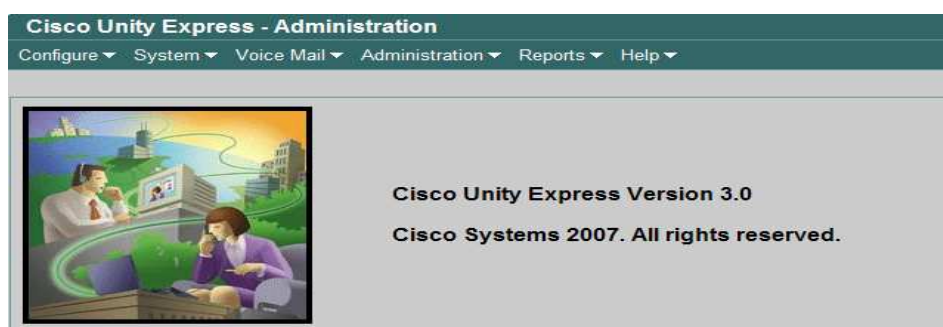 Cisco Unity Express - Administration
Configure System Voice Mail Administration Reports Help
Cisco Unity Express Version 3.0
Cisco Systems 2007. All rights reserved.